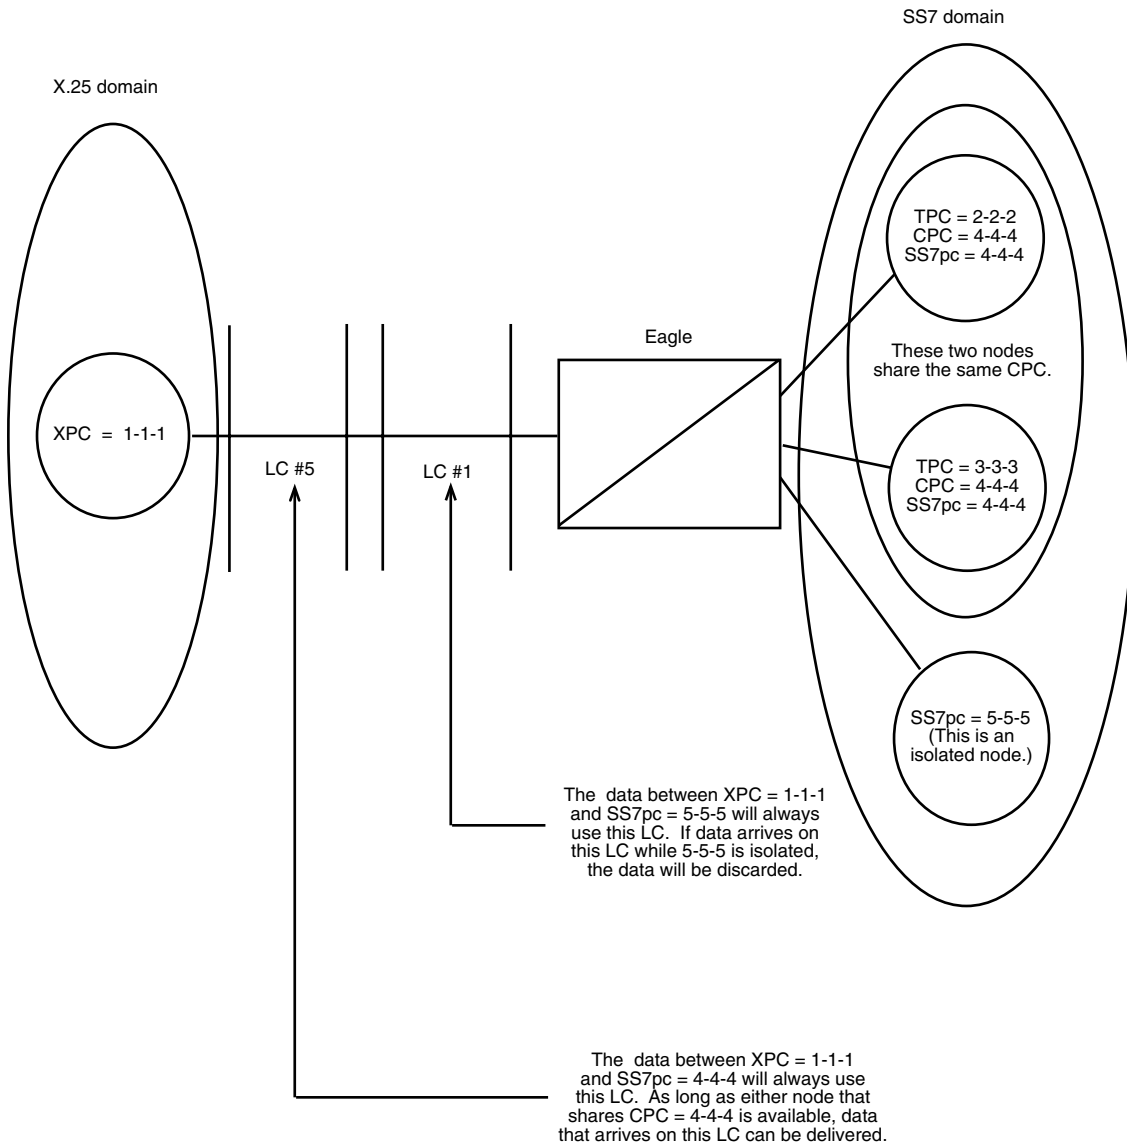 SS7 domain
X.25 domain
TPC = 2-2-2
CPC = 4-4-4
SS7pc = 4-4-4
Eagle
These two nodes
share the same CPC.
XPC = 1-1-1
LC #5
LC #1
TPC = 3-3-3
CPC = 4-4-4
SS7pc = 4-4-4
SS7pc = 5-5-5
(This is an
isolated node.)
The data between XPC = 1-1-1
and SS7pc = 5-5-5 will always
use this LC. If data arrives on
this LC while 5-5-5 is isolated,
the data will be discarded.
The data between XPC = 1-1-1
and SS7pc = 4-4-4 will always use
this LC. As long as either node that
shares CPC = 4-4-4 is available, data
that arrives on this LC can be delivered.